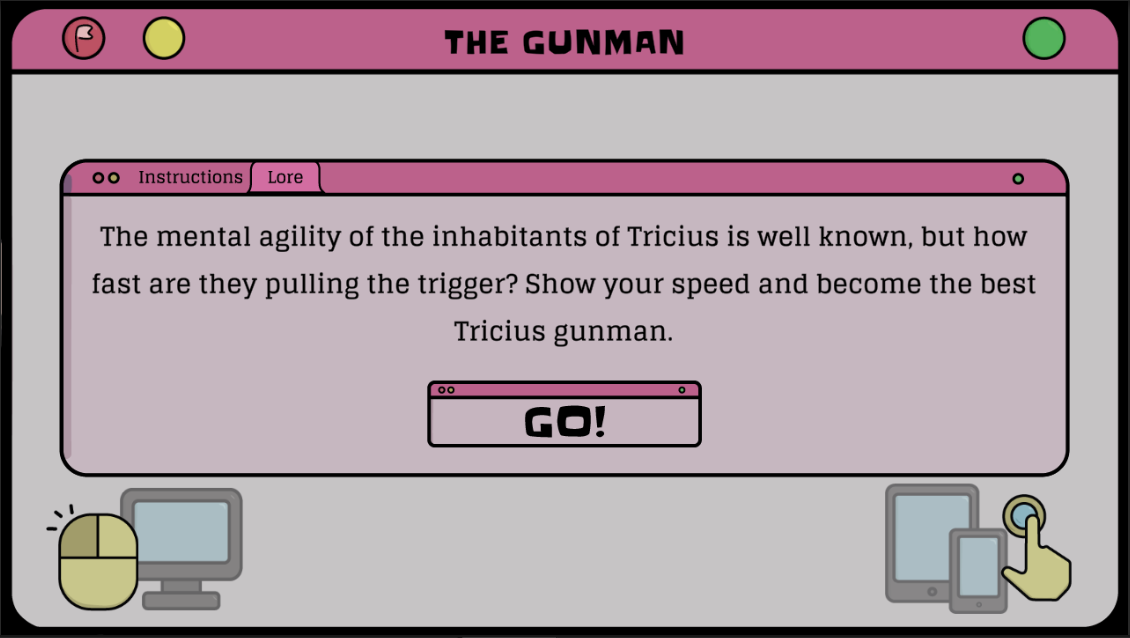 THE GUNMAN
Instructions Lore
The mental agility of the inhabitants of Tricius is well known, but how
fast are they pulling the trigger? Show your speed and become the best
Tricius gunman.
GO!